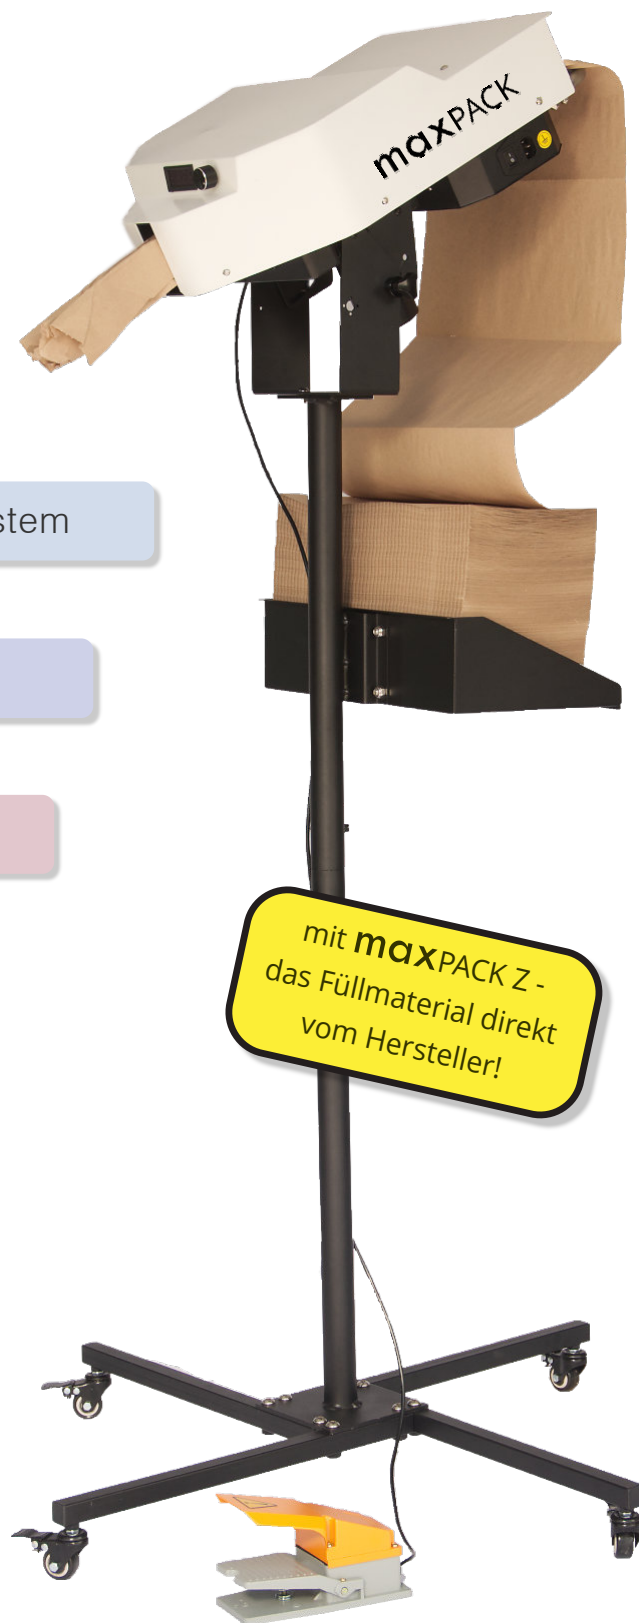 maxPACK
stem
mit maxPACK Z -
das Füllmaterial direkt
vom Hersteller!